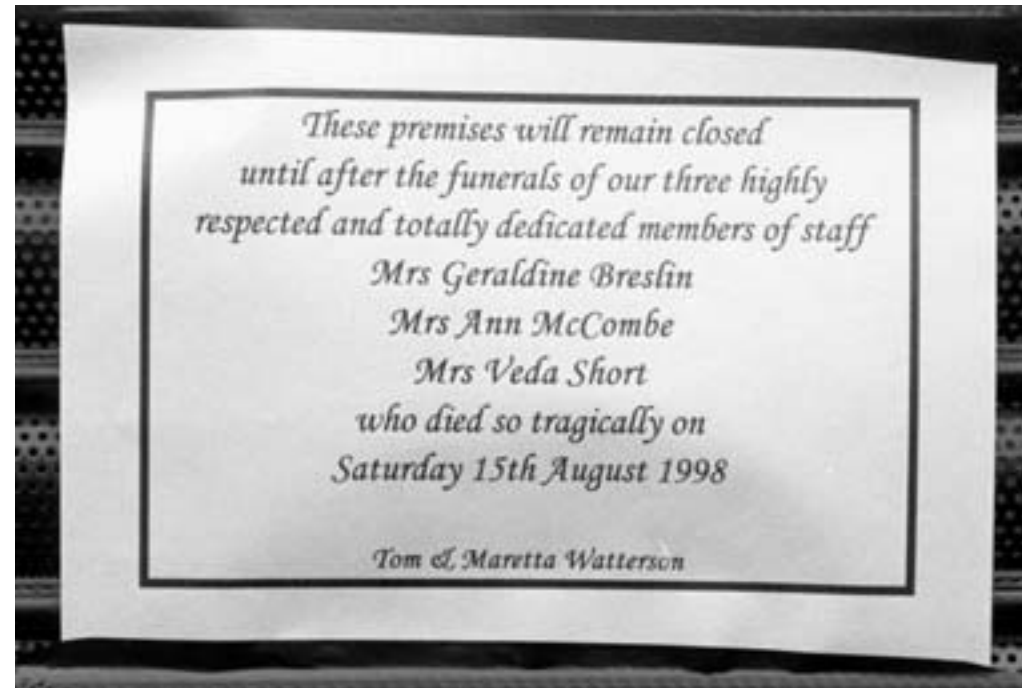 These premises will remain closed
until after the funerals of our three highly
respected and totally dedicated members of staff
Mrs Geraldine Breslin
Mrs Ann McCombe
Mrs Veda Short
who died so tragically on
Saturday 15th August 1998
Tom & Maretta Watterson